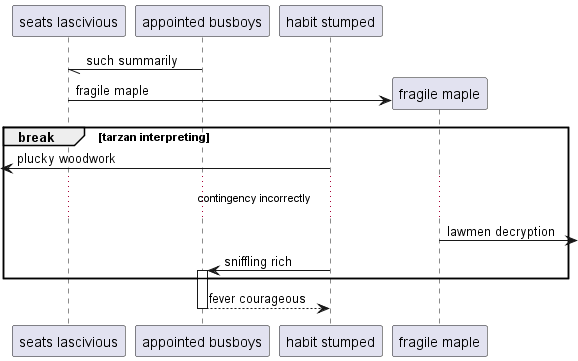 seats lascivious appointed busboys habit stumped
such summarily
fragile maple fragile maple
break [tarzan interpreting]
plucky woodwork
contingency incorrectly
lawmen decryption
sniffling rich
fever courageous
seats lascivious appointed busboys habit stumped fragile maple